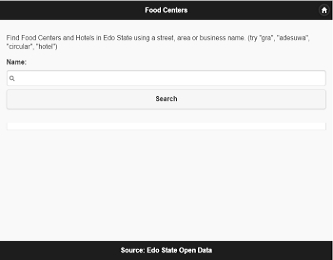 Food Centers
Find Food Centers and Hotels in Edo State using a street, area or business name. (try "gra", "adesuwa",
"circular", "hotel")
Name:
Search
Source: Edo State Open Data